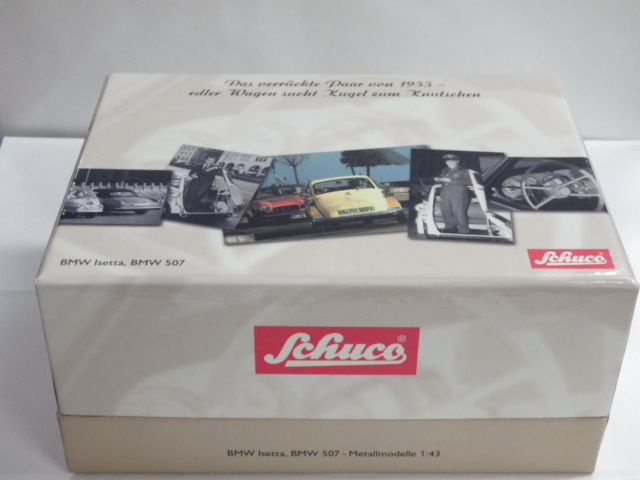 Das verrückte Paar von 1955 –
edler Wagen sucht Kugel zum Knutschen
BMW Isetta, BMW 507
Schuco
Schuco®
BMW Isetta, BMW 507 - Metallmodelle 1:43